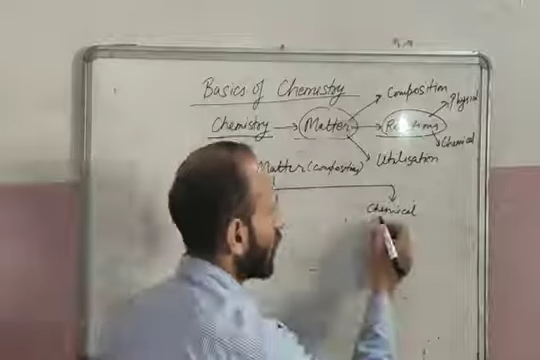 Basics of Chemistry
Composition
Chemistry → Matter → Reactions
Physical
Chemical
Utilisation
Matter (Composition)
Chemical